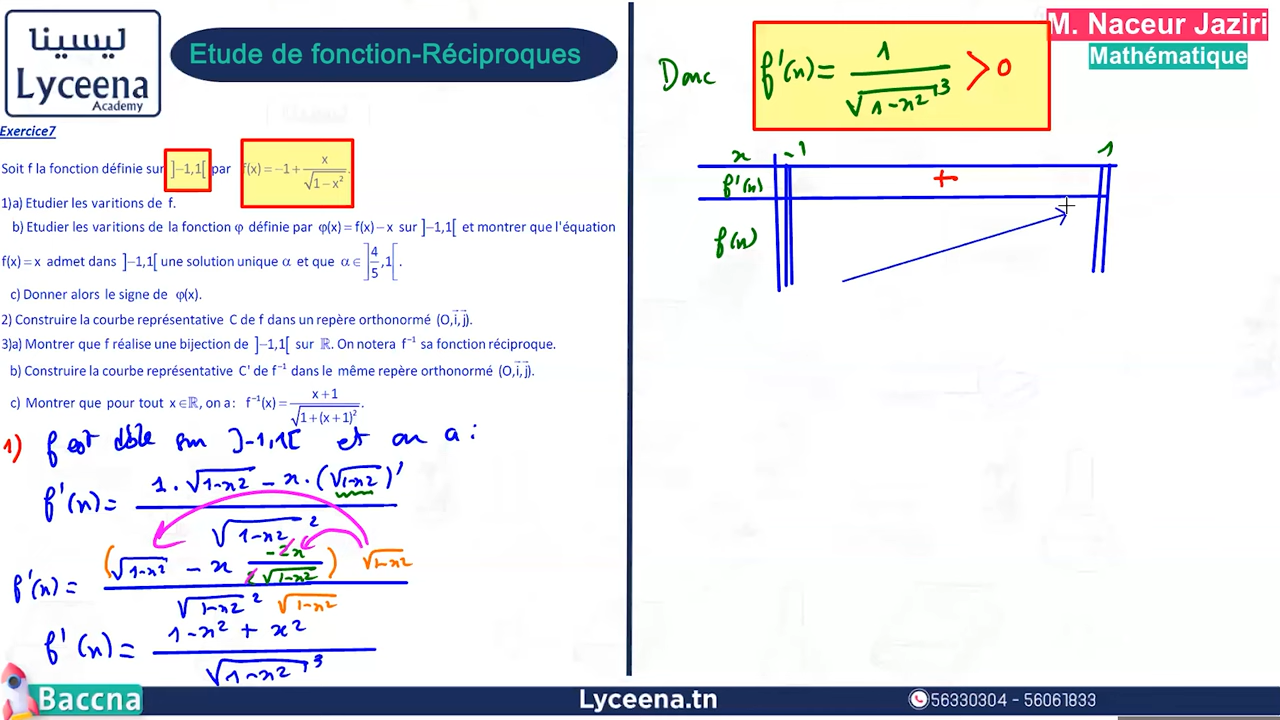 ليسينا
Lyceena
Academy
Etude de fonction-Réciproques
M. Naceur Jaziri
Mathématique
Exercice7
Soit f la fonction définie sur ]−1,1[ par f(x) = −1 + x/√(1−x²).
1)a) Etudier les varitions de f.
b) Etudier les varitions de la fonction φ définie par φ(x) = f(x) − x sur ]−1,1[ et montrer que l'équation
f(x) = x admet dans ]−1,1[ une solution unique α et que α ∈ ]4/5, 1[.
c) Donner alors le signe de φ(x).
2) Construire la courbe représentative C de f dans un repère orthonormé (O,i⃗,j⃗).
3)a) Montrer que f réalise une bijection de ]−1,1[ sur ℝ. On notera f⁻¹ sa fonction réciproque.
b) Construire la courbe représentative C' de f⁻¹ dans le même repère orthonormé (O,i⃗,j⃗).
c) Montrer que pour tout x ∈ ℝ, on a : f⁻¹(x) = (x+1)/√(1+(x+1)²).
1) f est dble sur ]-1,1[ et on a :
f'(x) = (1·√(1-x²) - x·(√(1-x²))')/√(1-x²)²
f'(x) = (√(1-x²) - x (-2x)/(2√(1-x²))) √(1-x²) / (√(1-x²)² √(1-x²))
f'(x) = (1-x² + x²)/√(1-x²)³
Donc f'(x) = 1/√(1-x²)³ > 0
x -1 1
f'(x) +
f(x)
Baccna
Lyceena.tn
56330304 - 56061833